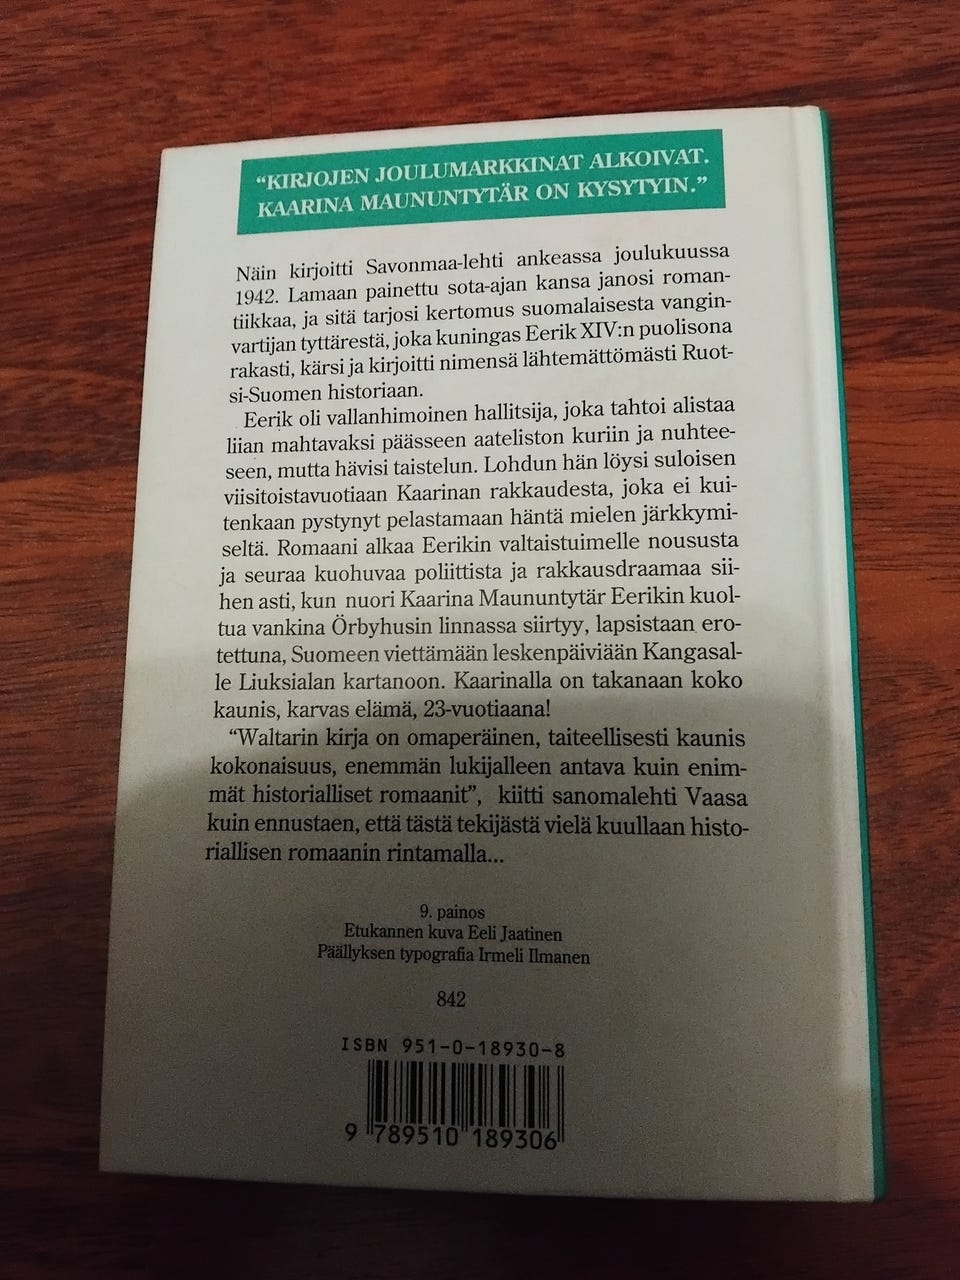 “KIRJOJEN JOULUMARKKINAT ALKOIVAT.
KAARINA MAUNUNTYTÄR ON KYSYTYIN.”
Näin kirjoitti Savonmaa-lehti ankeassa joulukuussa
1942. Lamaan painettu sota-ajan kansa janosi roman-
tiikkaa, ja sitä tarjosi kertomus suomalaisesta vangin-
vartijan tyttärestä, joka kuningas Eerik XIV:n puolisona
rakasti, kärsi ja kirjoitti nimensä lähtemättömästi Ruot-
si-Suomen historiaan.
Eerik oli vallanhimoinen hallitsija, joka tahtoi alistaa
liian mahtavaksi päässeen aateliston kuriin ja nuhtee-
seen, mutta hävisi taistelun. Lohdun hän löysi suloisen
viisitoistavuotiaan Kaarinan rakkaudesta, joka ei kui-
tenkaan pystynyt pelastamaan häntä mielen järkkymi-
seltä. Romaani alkaa Eerikin valtaistuimelle noususta
ja seuraa kuohuvaa poliittista ja rakkausdraamaa sii-
hen asti, kun nuori Kaarina Maununtytär Eerikin kuol-
tua vankina Örbyhusin linnassa siirtyy, lapsistaan ero-
tettuna, Suomeen viettämään leskenpäiviään Kangasal-
le Liuksialan kartanoon. Kaarinalla on takanaan koko
kaunis, karvas elämä, 23-vuotiaana!
“Waltarin kirja on omaperäinen, taiteellisesti kaunis
kokonaisuus, enemmän lukijalleen antava kuin enim-
mät historialliset romaanit”, kiitti sanomalehti Vaasa
kuin ennustaen, että tästä tekijästä vielä kuullaan histo-
riallisen romaanin rintamalla...
9. painos
Etukannen kuva Eeli Jaatinen
Päällyksen typografia Irmeli Ilmanen
842
ISBN 951-0-18930-8
9 789510 189306